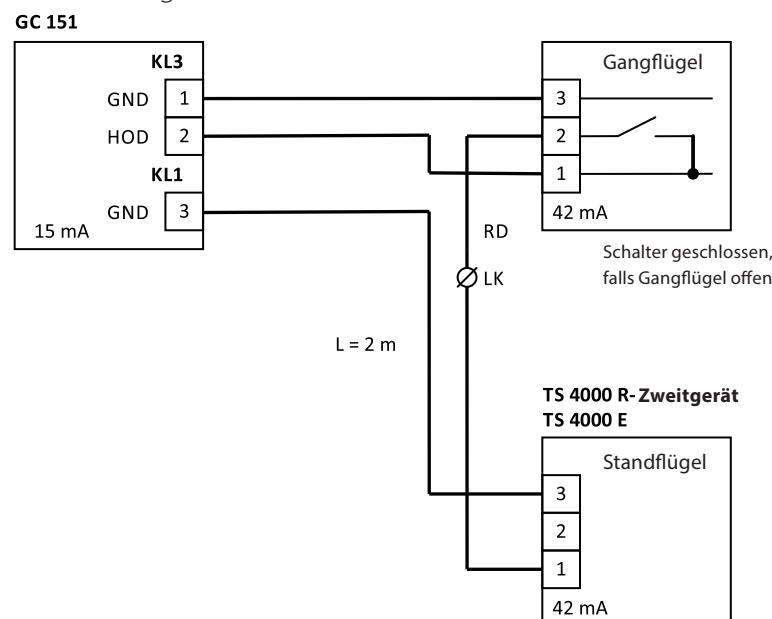 GC 151
KL3
GND 1
HOD 2
KL1
GND 3
15 mA
Gangflügel
3
2
1
42 mA
Schalter geschlossen,
falls Gangflügel offen
RD
LK
L = 2 m
TS 4000 R- Zweitgerät
TS 4000 E
Standflügel
3
2
1
42 mA